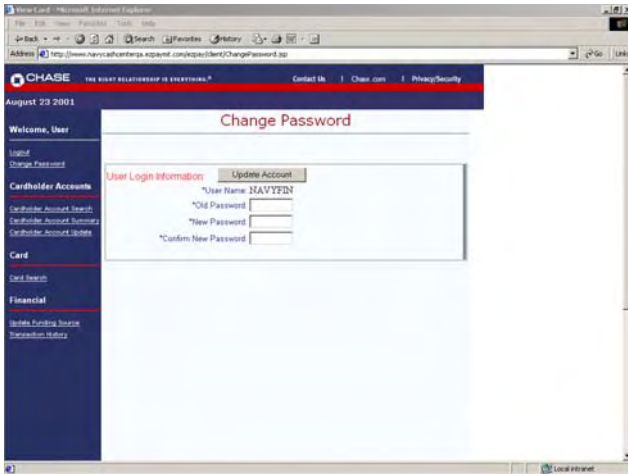 View Card - Microsoft Internet Explorer
File Edit View Favorites Tools Help
Back Search Favorites History
Address http://www.navycashcenterqa.ezpaymt.com/ezpay/client/ChangePassword.jsp Go Links
CHASE THE RIGHT RELATIONSHIP IS EVERYTHING.® Contact Us | Chase.com | Privacy/Security
August 23 2001
Change Password
Welcome, User
Logout
Change Password
User Login Information: Update Account
*User Name: NAVYFIN
*Old Password:
*New Password:
*Confirm New Password:
Cardholder Accounts
Cardholder Account Search
Cardholder Account Summary
Cardholder Account Update
Card
Card Search
Financial
Update Funding Source
Transaction History
Local intranet